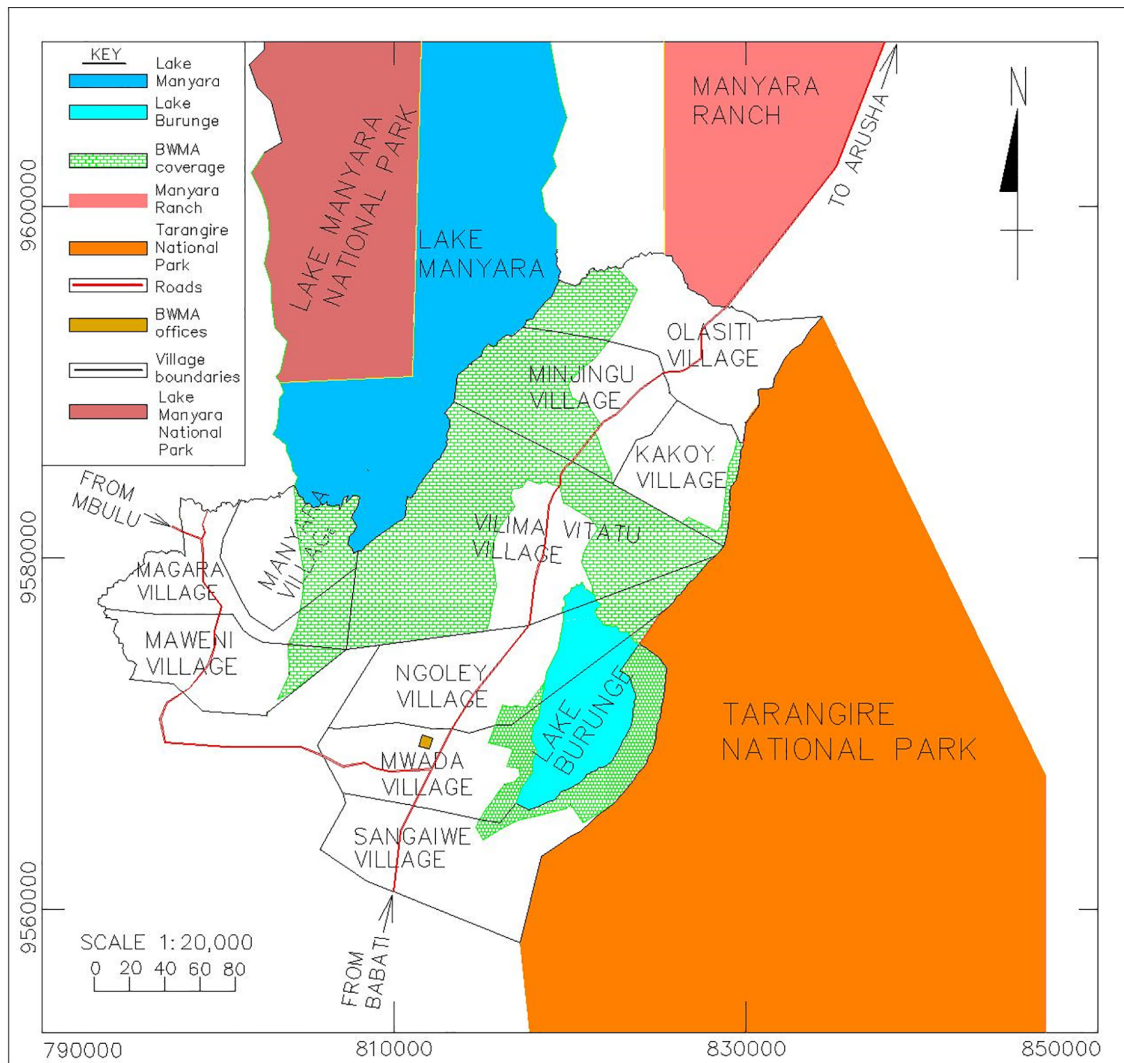 KEY
Lake
Manyara
Lake
Burunge
BWMA
coverage
Manyara
Ranch
Tarangire
National
Park
Roads
BWMA
offices
Village
boundaries
Lake
Manyara
National
Park
LAKE MANYARA
NATIONAL PARK
LAKE
MANYARA
MANYARA
RANCH
TO ARUSHA
N
9600000
OLASITI
VILLAGE
MINJINGU
VILLAGE
KAKOY
VILLAGE
FROM
MBULU
MANYARA
VILLAGE
VILIMA VITATU
VILLAGE
9580000
MAGARA
VILLAGE
MAWENI
VILLAGE
NGOLEY
VILLAGE
LAKE
BURUNGE
TARANGIRE
NATIONAL PARK
MWADA
VILLAGE
SANGAIWE
VILLAGE
9560000
SCALE 1:20,000
0 20 40 60 80
FROM
BABATI
790000
810000
830000
850000